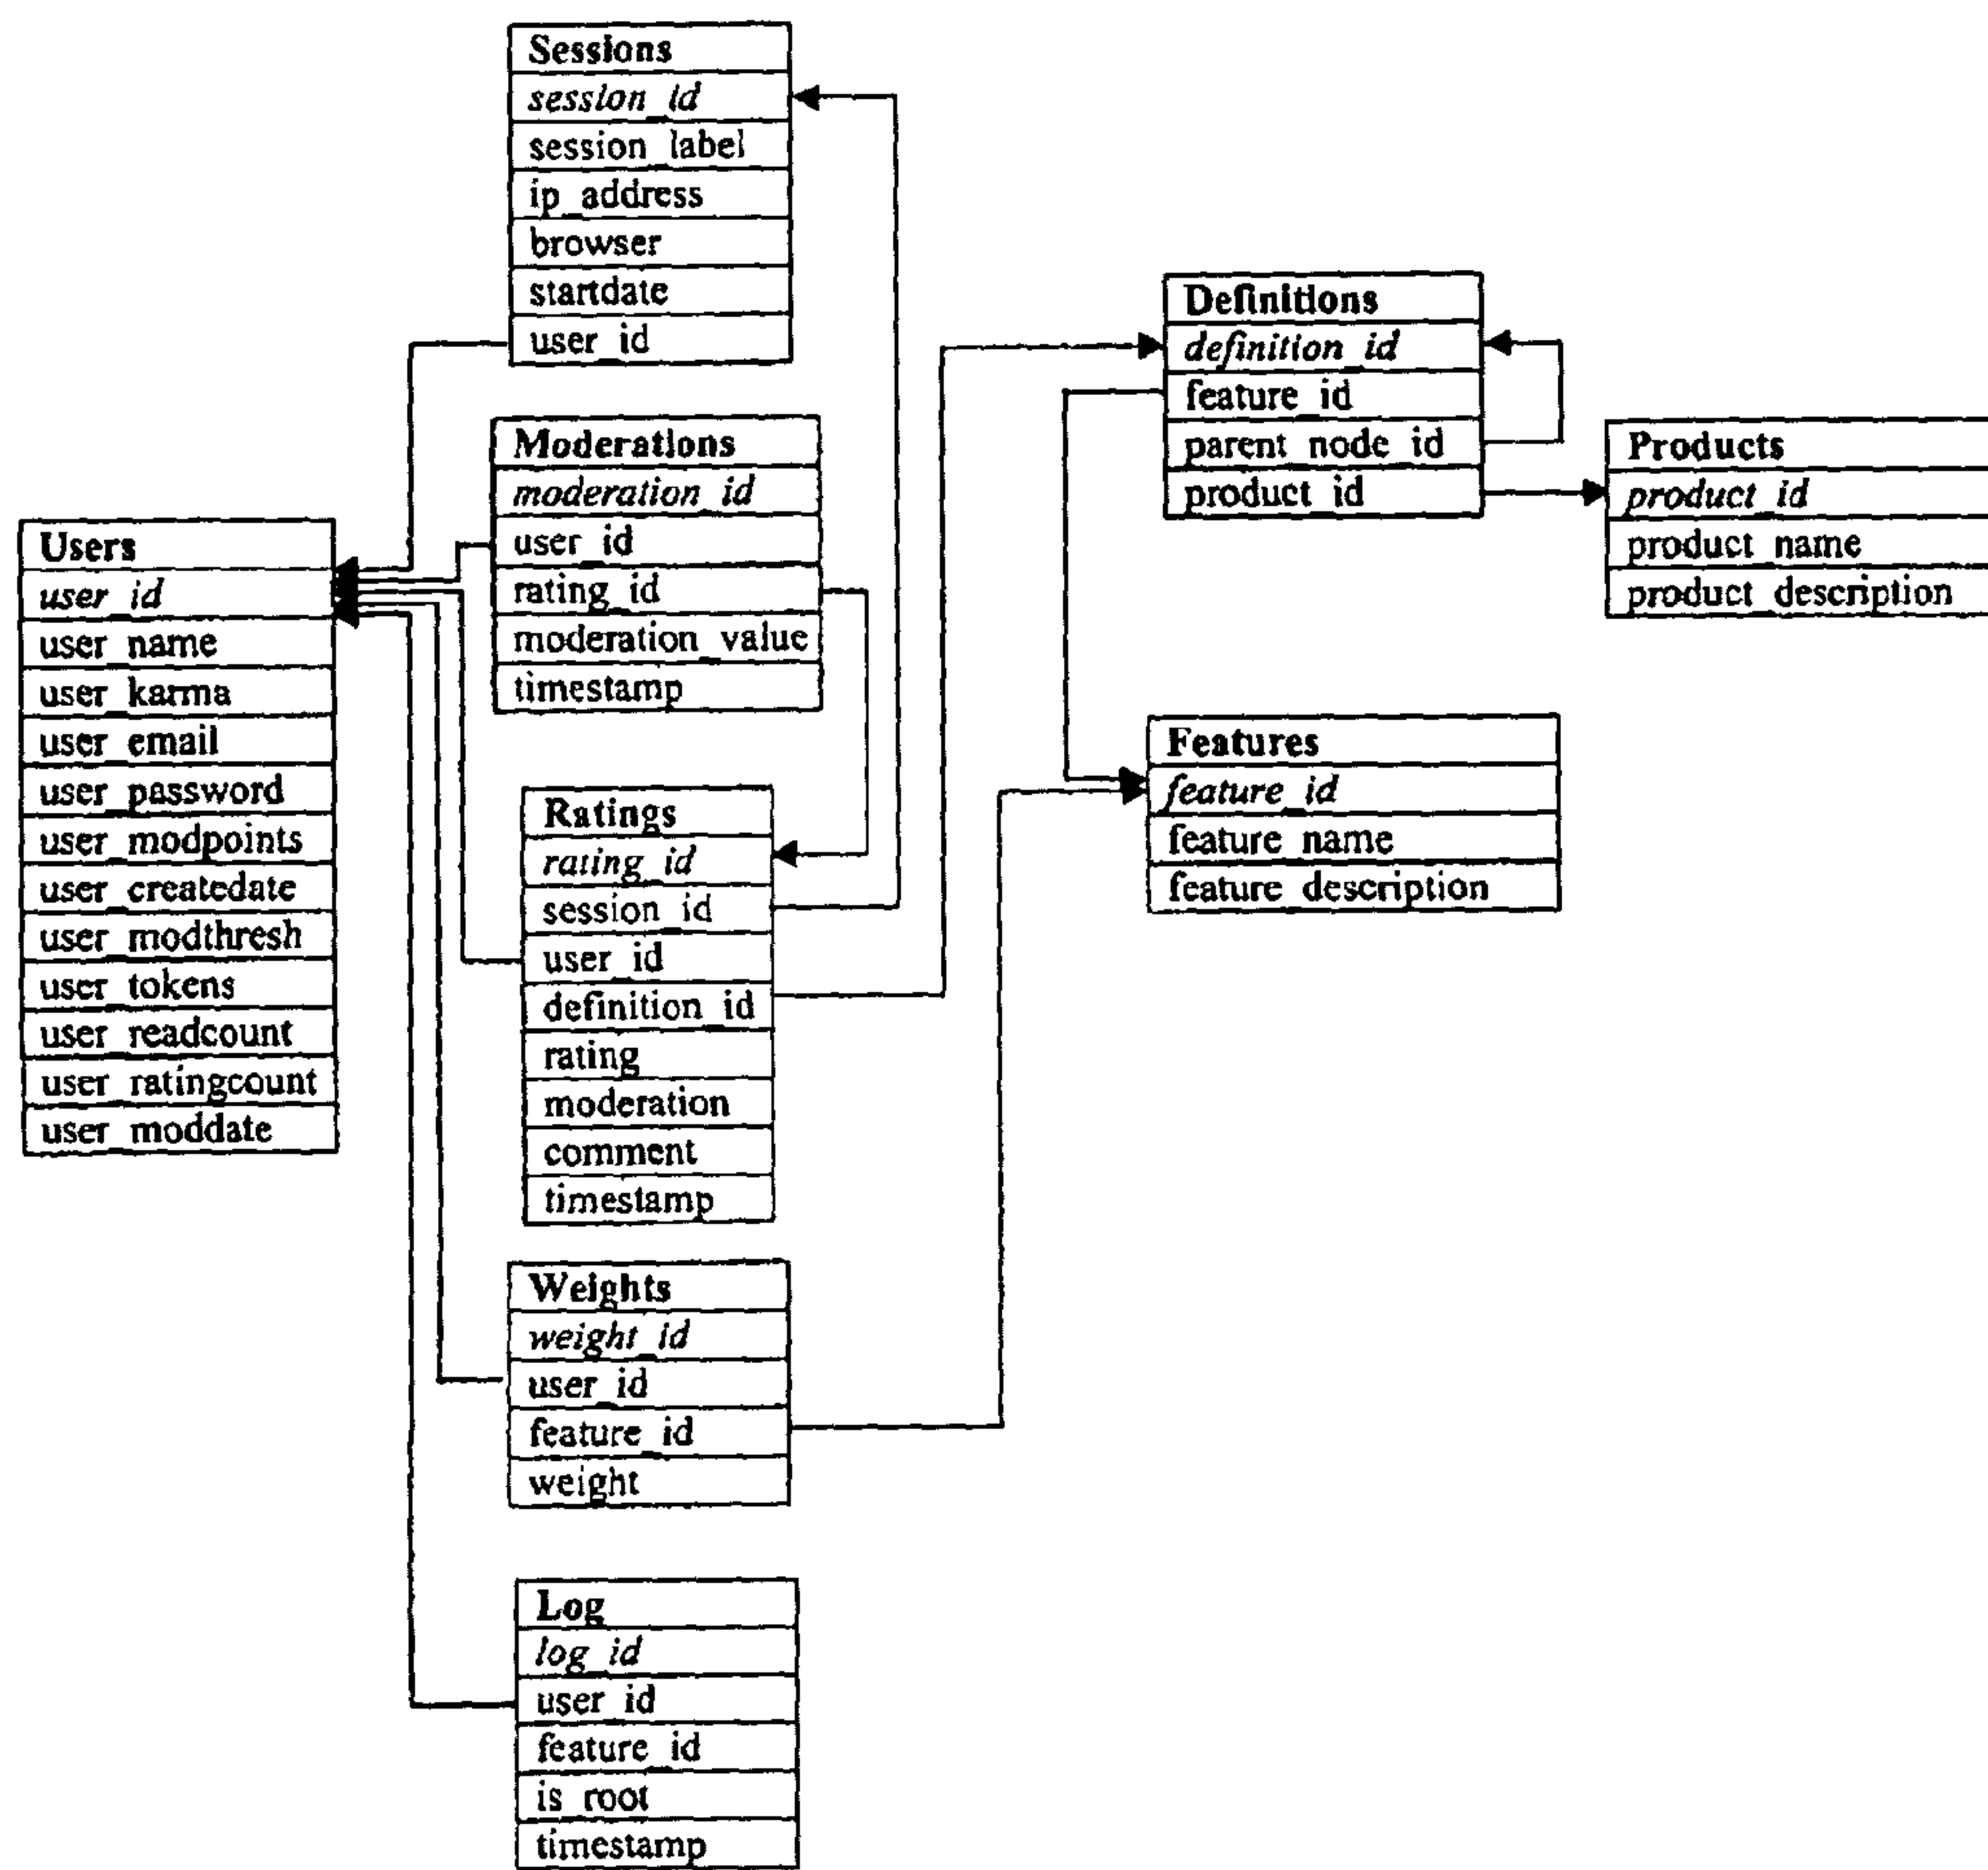 Sessions
session_id
session_label
ip_address
browser
startdate
user_id
Moderations
moderation_id
user_id
rating_id
moderation_value
timestamp
Users
user_id
user_name
user_karma
user_email
user_password
user_modpoints
user_createdate
user_modthresh
user_tokens
user_readcount
user_ratingcount
user_moddate
Ratings
rating_id
session_id
user_id
definition_id
rating
moderation
comment
timestamp
Weights
weight_id
user_id
feature_id
weight
Log
log_id
user_id
feature_id
is_root
timestamp
Definitions
definition_id
feature_id
parent_node_id
product_id
Products
product_id
product_name
product_description
Features
feature_id
feature_name
feature_description